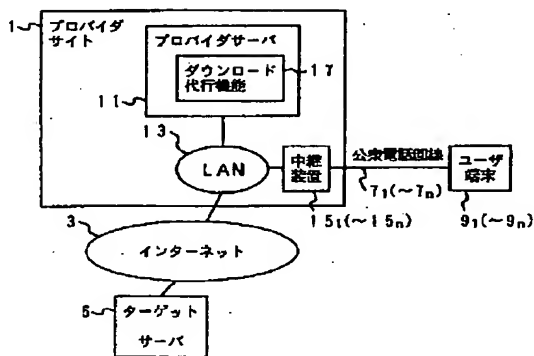 1
プロバイダ
サイト
プロバイダサーバ
ダウンロード
代行機能
17
11
13
LAN
中継
装置
公衆電話回線
ユーザ
端末
7₁(~7ₙ)
15₁(~15ₙ)
9₁(~9ₙ)
3
インターネット
5
ターゲット
サーバ